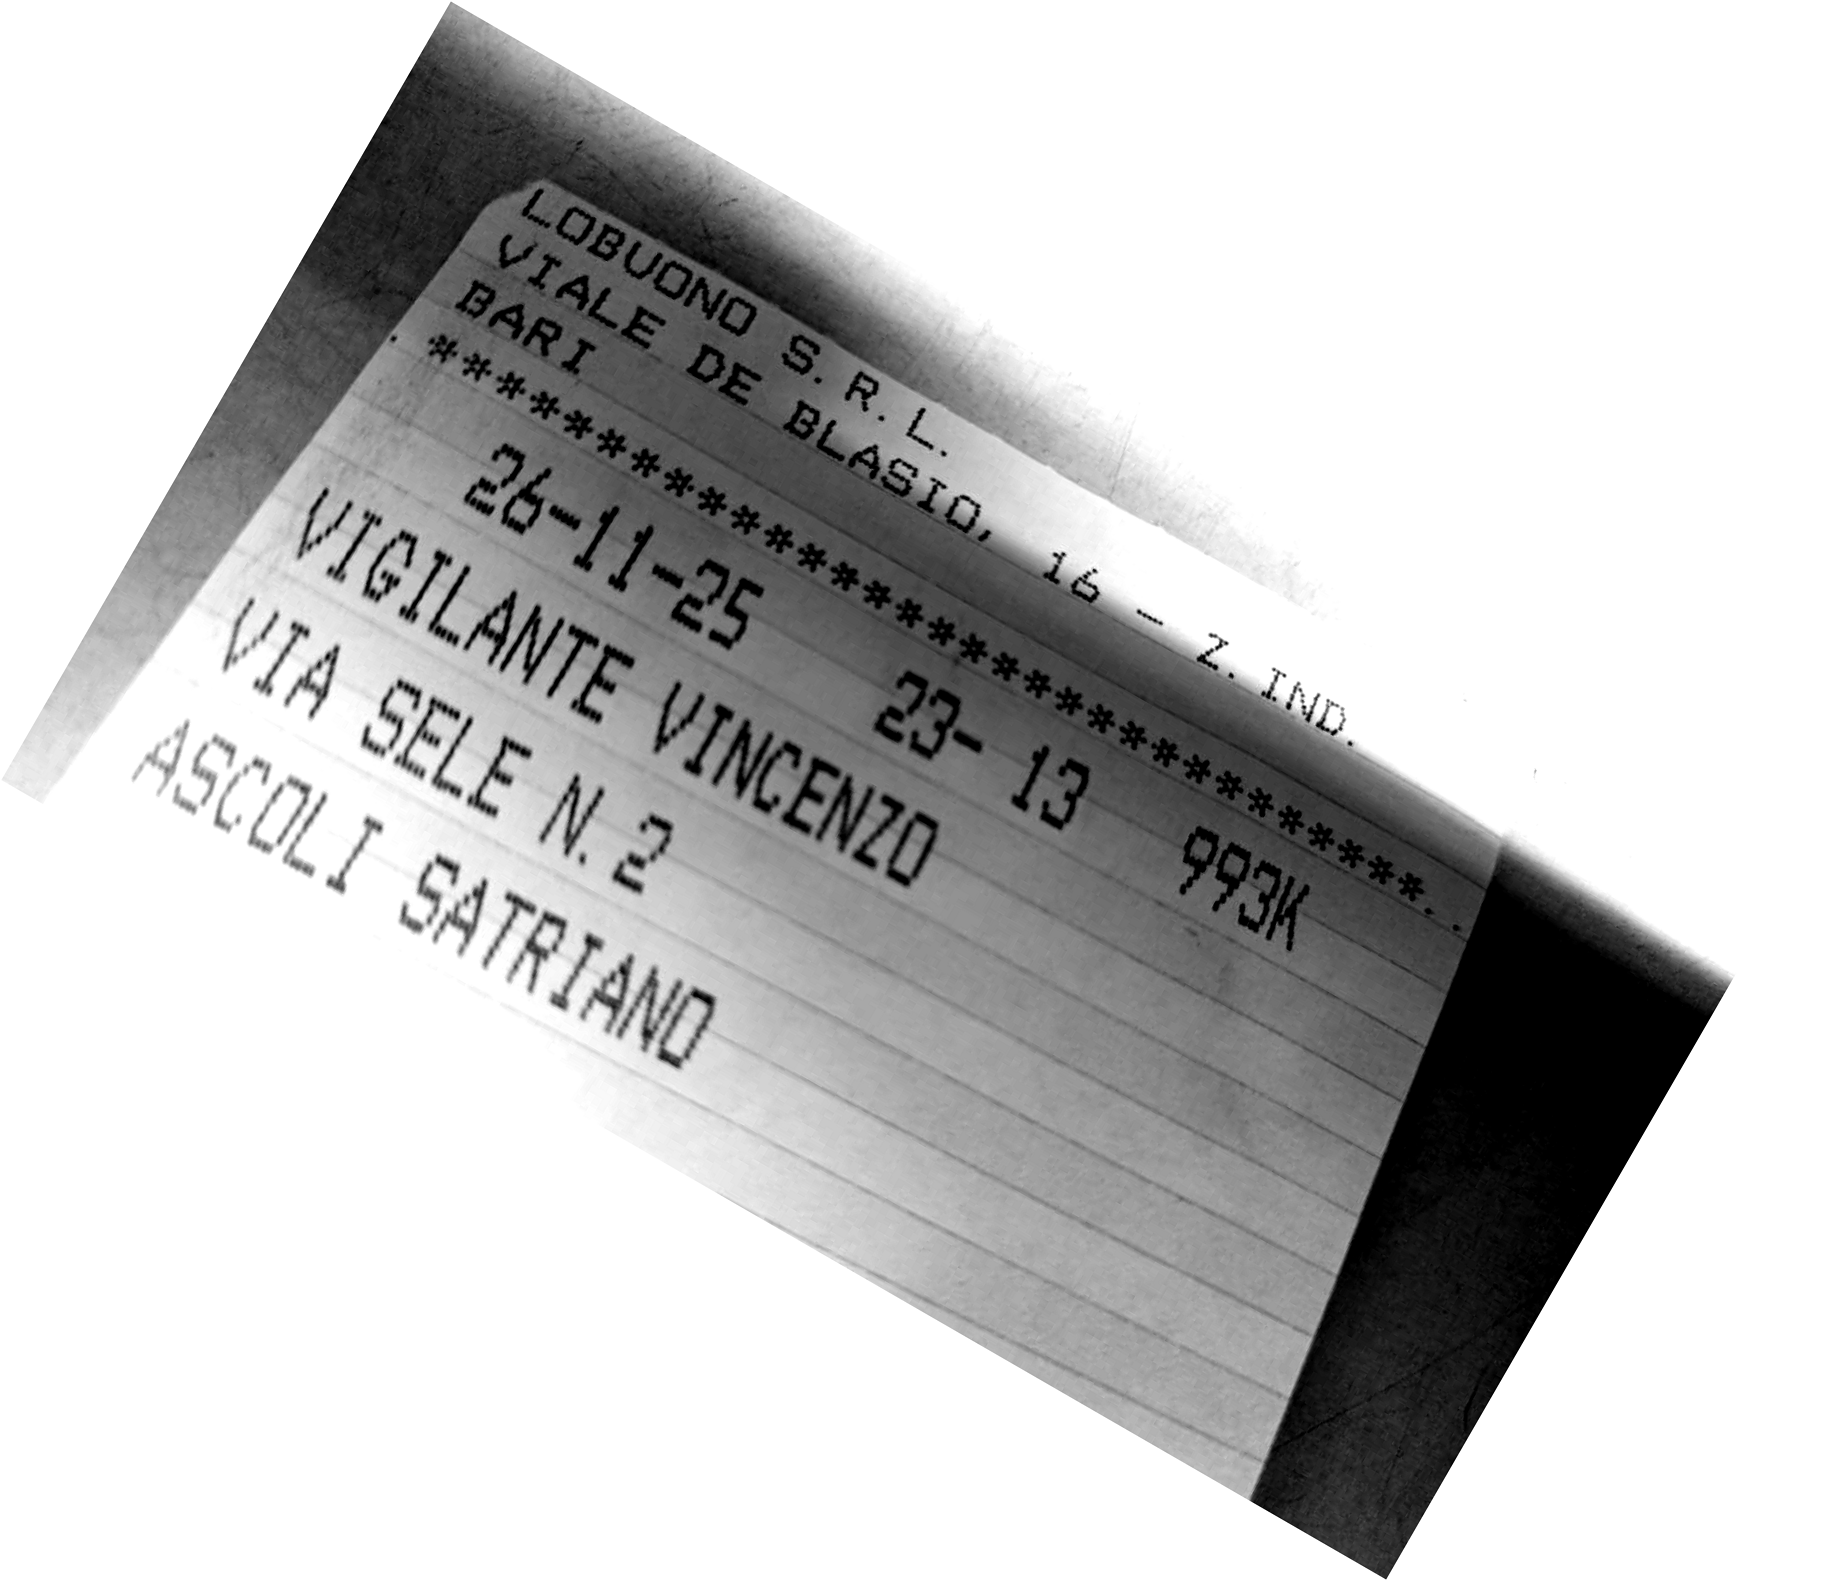 LOBUONO S.R.L.
VIALE DE BLASIO, 16 - Z.IND.
BARI
. ******************************..
26-11-25 23- 13 993K
VIGILANTE VINCENZO
VIA SELE N.2
ASCOLI SATRIANO